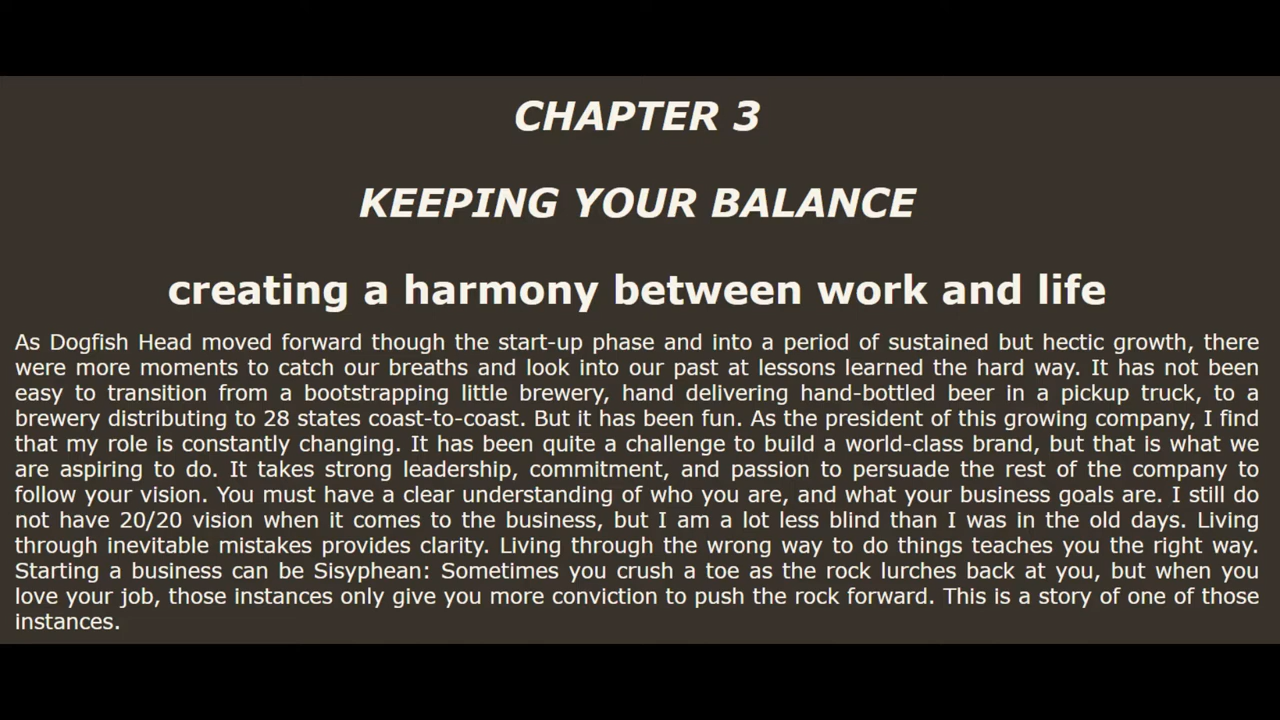 CHAPTER 3
KEEPING YOUR BALANCE
creating a harmony between work and life
As Dogfish Head moved forward though the start-up phase and into a period of sustained but hectic growth, there
were more moments to catch our breaths and look into our past at lessons learned the hard way. It has not been
easy to transition from a bootstrapping little brewery, hand delivering hand-bottled beer in a pickup truck, to a
brewery distributing to 28 states coast-to-coast. But it has been fun. As the president of this growing company, I find
that my role is constantly changing. It has been quite a challenge to build a world-class brand, but that is what we
are aspiring to do. It takes strong leadership, commitment, and passion to persuade the rest of the company to
follow your vision. You must have a clear understanding of who you are, and what your business goals are. I still do
not have 20/20 vision when it comes to the business, but I am a lot less blind than I was in the old days. Living
through inevitable mistakes provides clarity. Living through the wrong way to do things teaches you the right way.
Starting a business can be Sisyphean: Sometimes you crush a toe as the rock lurches back at you, but when you
love your job, those instances only give you more conviction to push the rock forward. This is a story of one of those
instances.